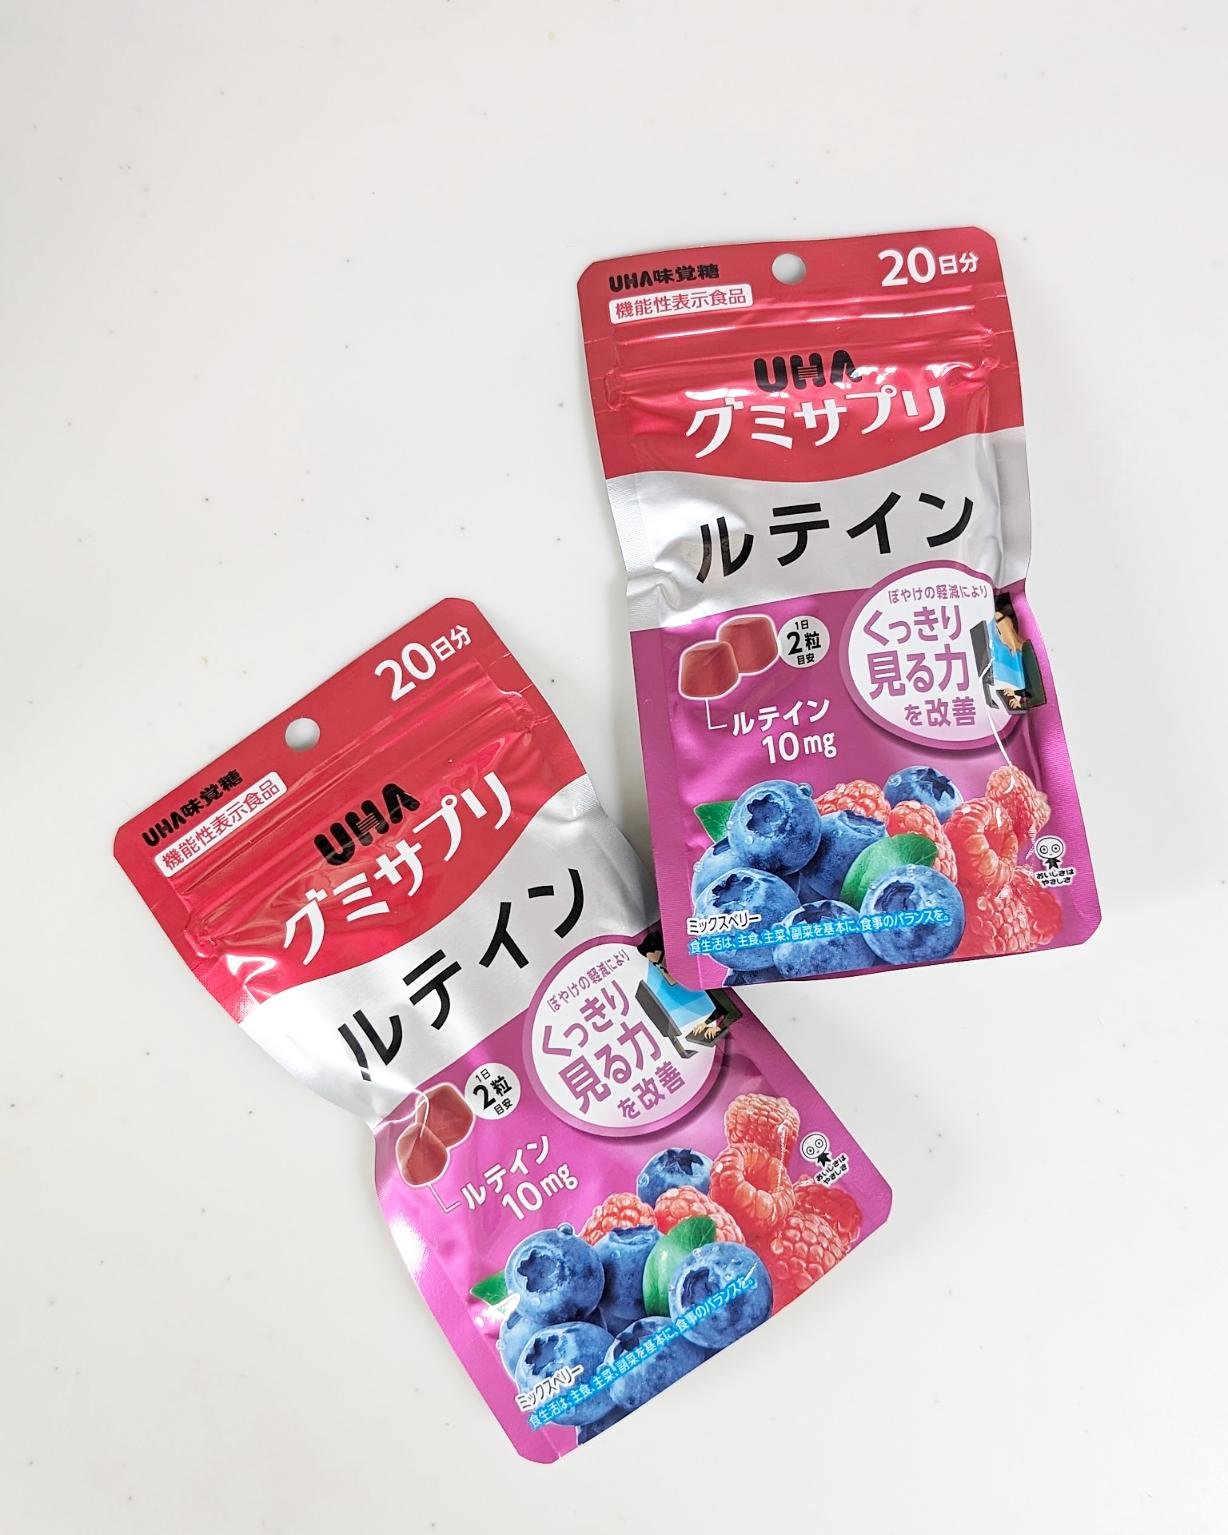 UHA味覚糖
20日分
機能性表示食品
UHA
グミサプリ
ルテイン
ぼやけの軽減により
くっきり
見る力
を改善
1日
2粒
目安
ルテイン
10mg
おいしさは
やさしさ
ミックスベリー
食生活は、主食、主菜、副菜を基本に、食事のバランスを。
20日分
UHA味覚糖
機能性表示食品
UHA
グミサプリ
ルテイン
ぼやけの軽減により
くっきり
見る力
を改善
1日
2粒
目安
ルテイン
10mg
おいしさは
やさしさ
ミックスベリー
食生活は、主食、主菜、副菜を基本に、食事のバランスを。